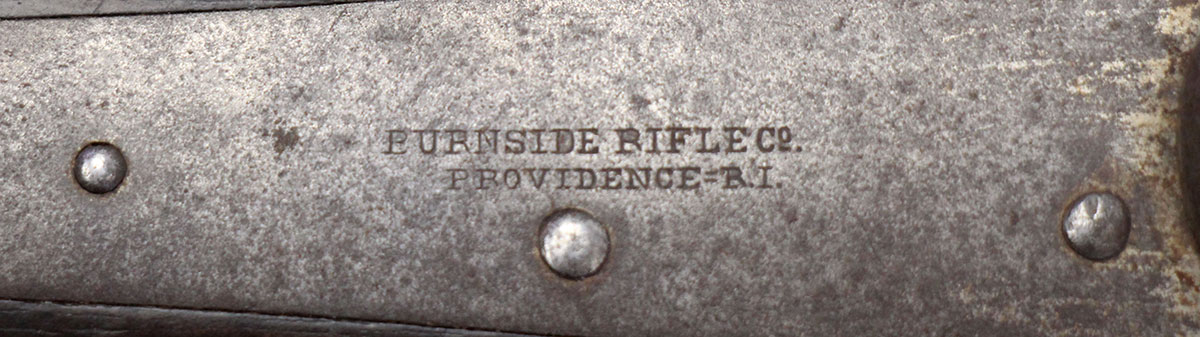 BURNSIDE RIFLE Co.
PROVIDENCE=R.I.